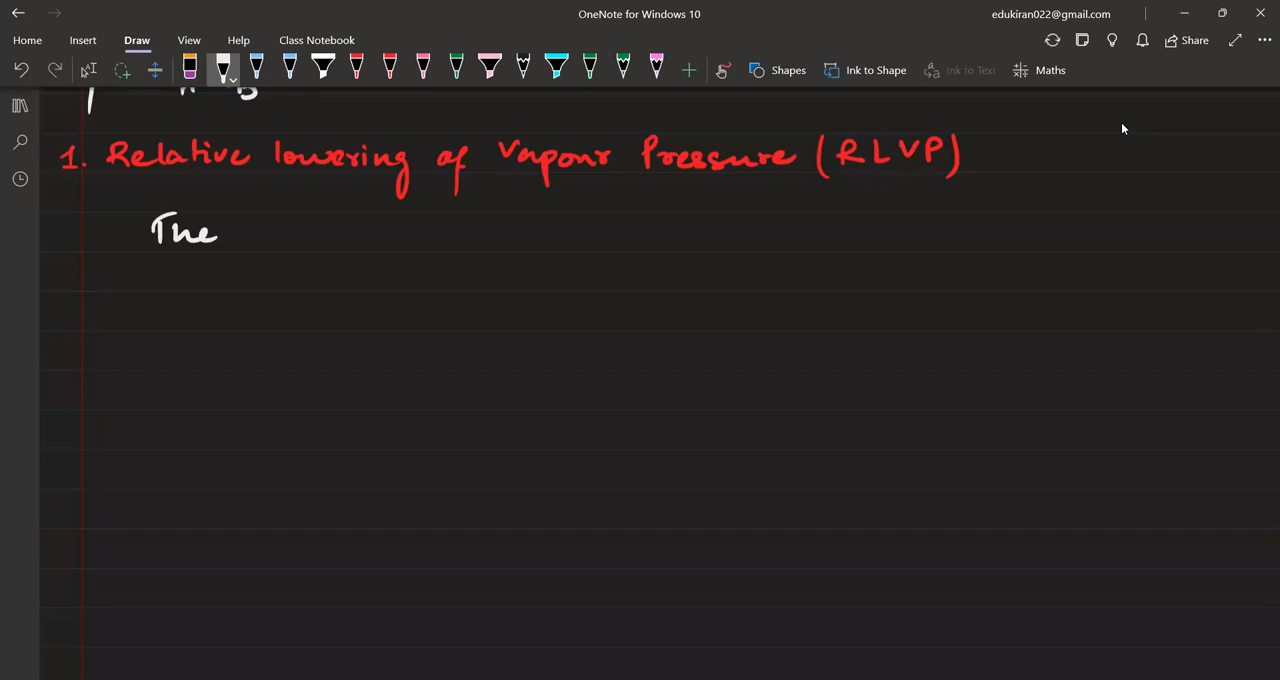 OneNote for Windows 10
edukiran022@gmail.com
Home Insert Draw View Help Class Notebook
Share
Shapes Ink to Shape Ink to Text Maths
1. Relative lowering of Vapour Pressure (RLVP)
The